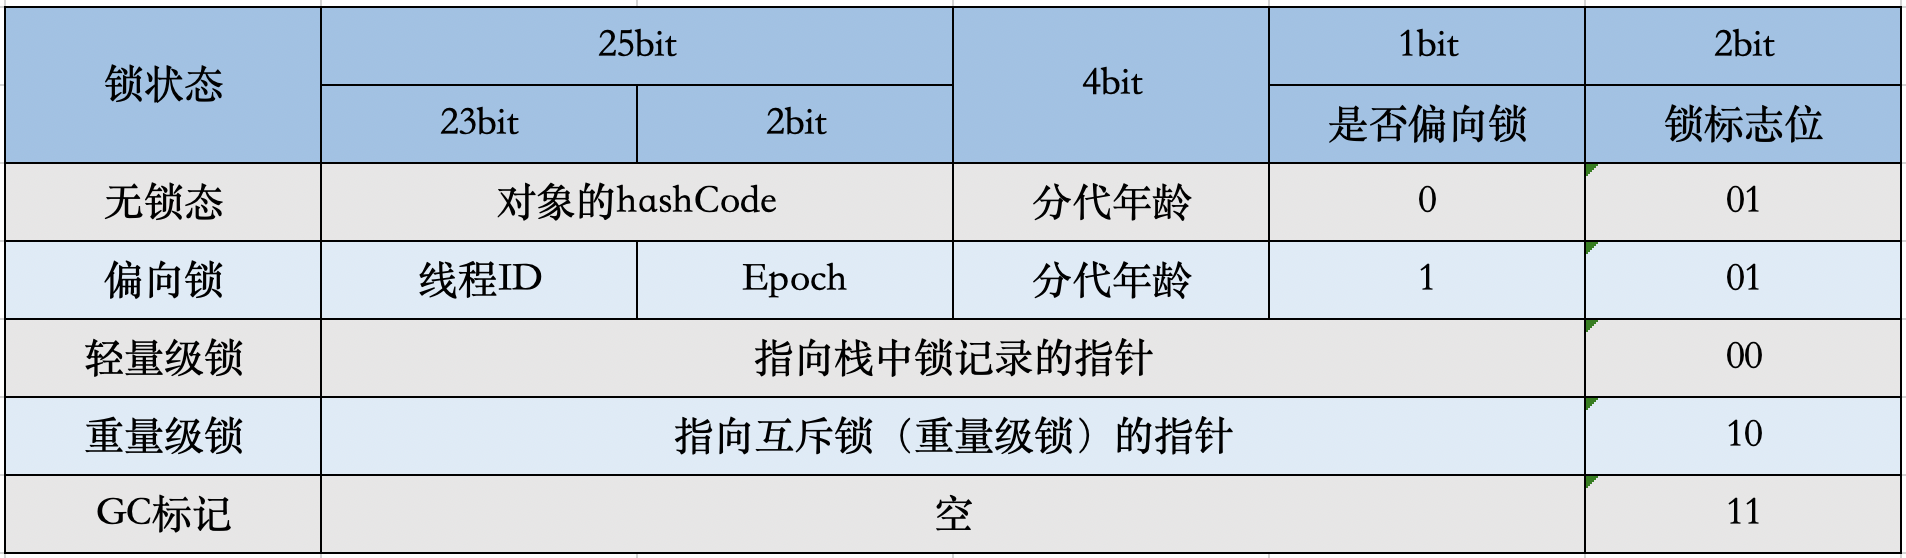 锁状态 25bit 4bit 1bit 2bit
23bit 2bit 是否偏向锁 锁标志位
无锁态 对象的hashCode 分代年龄 0 01
偏向锁 线程ID Epoch 分代年龄 1 01
轻量级锁 指向栈中锁记录的指针 00
重量级锁 指向互斥锁（重量级锁）的指针 10
GC标记 空 11